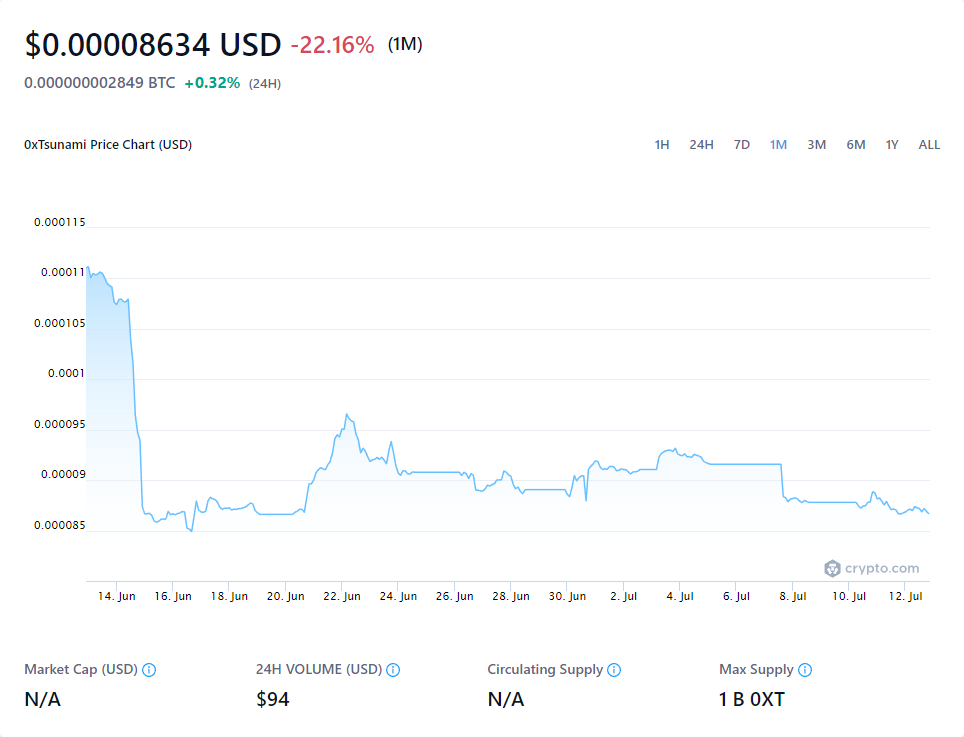 $0.00008634 USD -22.16% (1M)
0.000000002849 BTC +0.32% (24H)
0xTsunami Price Chart (USD) 1H 24H 7D 1M 3M 6M 1Y ALL
0.000115
0.00011
0.000105
0.0001
0.000095
0.00009
0.000085
crypto.com
14. Jun 16. Jun 18. Jun 20. Jun 22. Jun 24. Jun 26. Jun 28. Jun 30. Jun 2. Jul 4. Jul 6. Jul 8. Jul 10. Jul 12. Jul
Market Cap (USD) 24H VOLUME (USD) Circulating Supply Max Supply
N/A $94 N/A 1 B 0XT